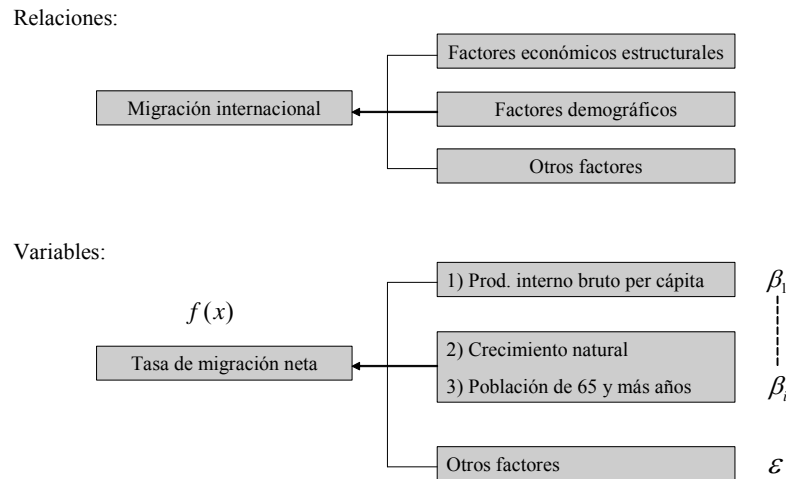 Relaciones:
Factores económicos estructurales
Migración internacional
Factores demográficos
Otros factores
Variables:
1) Prod. interno bruto per cápita
β₁
f(x)
2) Crecimiento natural
Tasa de migración neta
3) Población de 65 y más años
βᵢ
Otros factores
ε